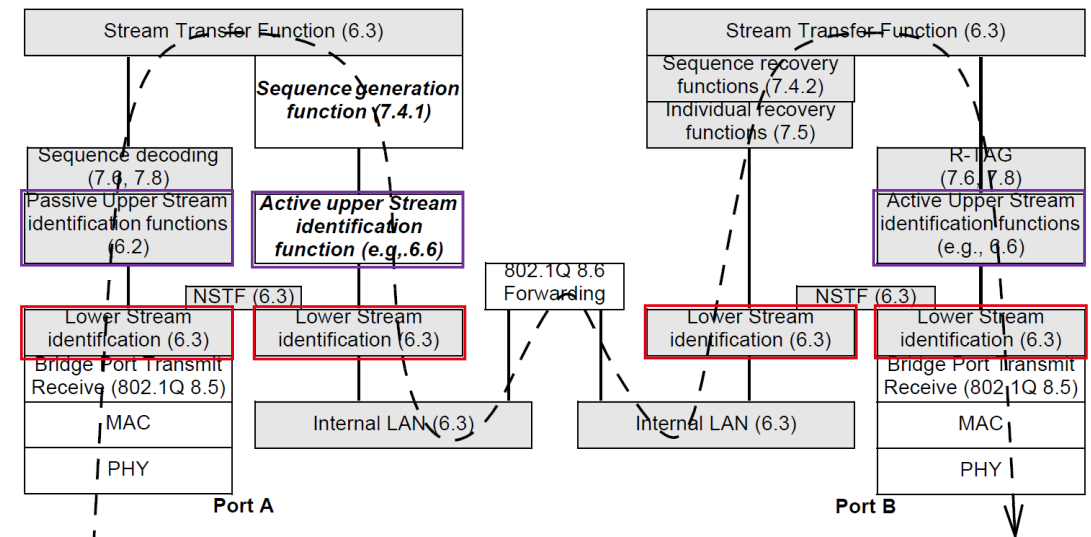 Stream Transfer Function (6.3)
Sequence generation
function (7.4.1)
Sequence decoding
(7.6, 7.8)
Passive Upper Stream
identification functions
(6.2)
Active upper Stream
identification
function (e.g,.6.6)
NSTF (6.3)
Lower Stream
identification (6.3)
Lower Stream
identification (6.3)
Bridge Port Transmit
Receive (802.1Q 8.5)
MAC
PHY
Internal LAN (6.3)
Port A
802.1Q 8.6
Forwarding
Stream Transfer Function (6.3)
Sequence recovery
functions (7.4.2)
Individual recovery
functions (7.5)
R-TAG
(7.6, 7.8)
Active Upper Stream
identification functions
(e.g., 6.6)
NSTF (6.3)
Lower Stream
identification (6.3)
Lower Stream
identification (6.3)
Bridge Port Transmit
Receive (802.1Q 8.5)
MAC
PHY
Internal LAN (6.3)
Port B